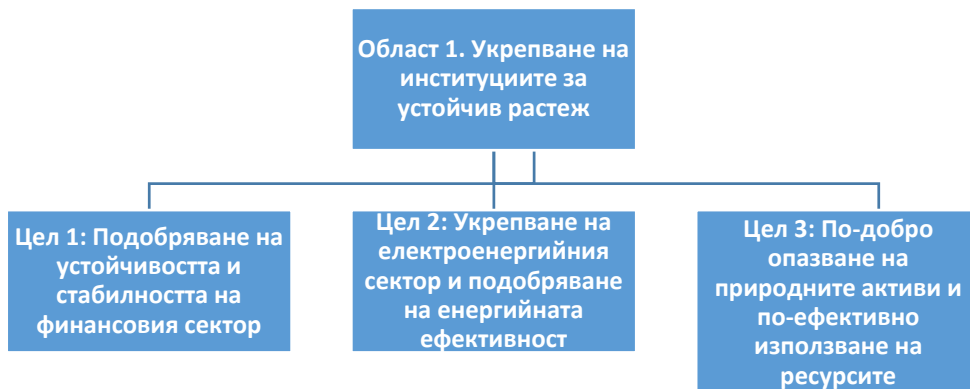 Област 1. Укрепване на
институциите за
устойчив растеж
Цел 1: Подобряване на
устойчивостта и
стабилността на
финансовия сектор
Цел 2: Укрепване на
електроенергийния
сектор и подобряване
на енергийната
ефективност
Цел 3: По-добро
опазване на
природните активи и
по-ефективно
използване на
ресурсите